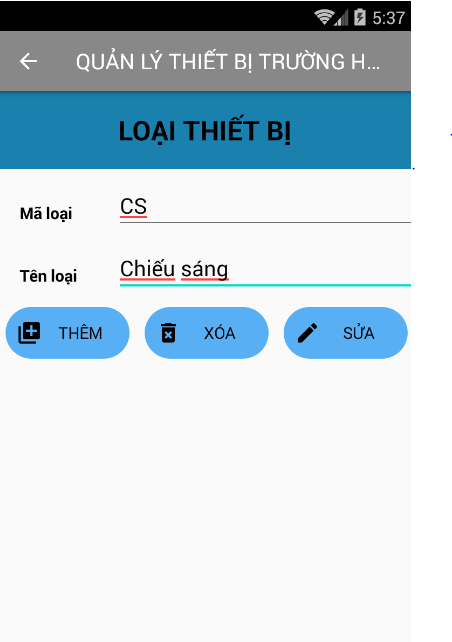 5:37
QUẢN LÝ THIẾT BỊ TRƯỜNG H...
LOẠI THIẾT BỊ
Mã loại CS
Tên loại Chiếu sáng
THÊM XÓA SỬA